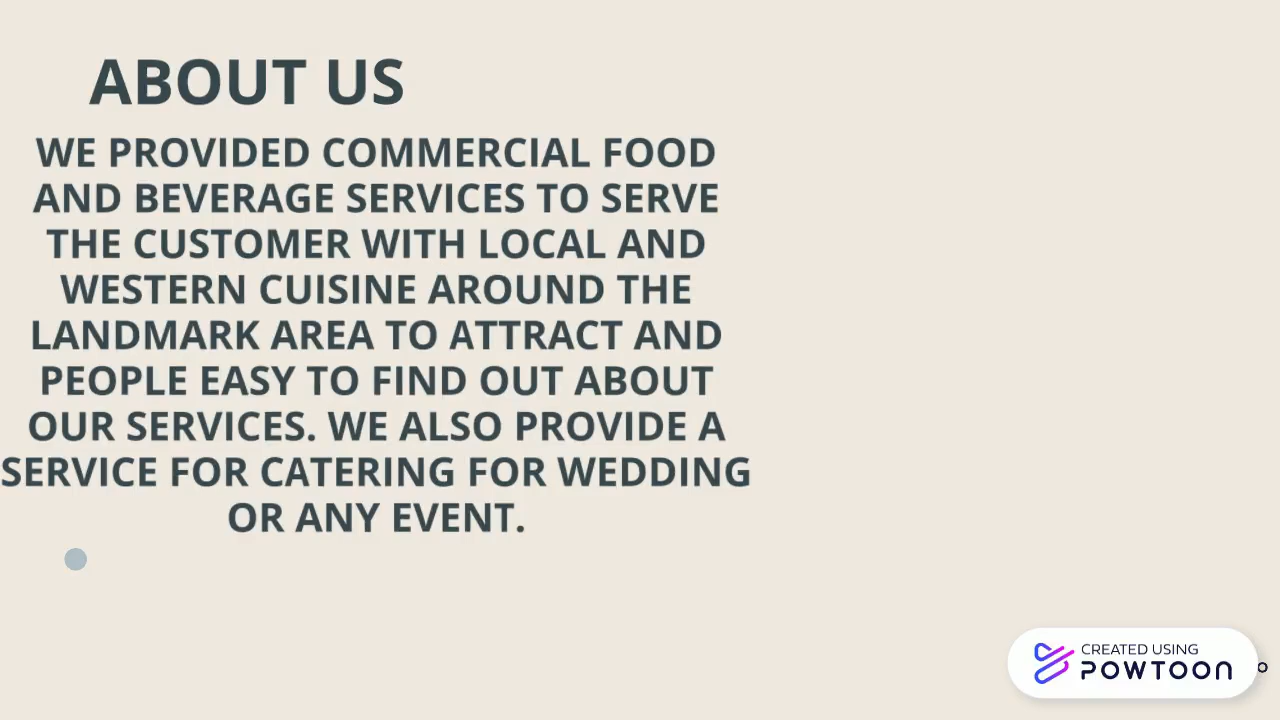 ABOUT US
WE PROVIDED COMMERCIAL FOOD
AND BEVERAGE SERVICES TO SERVE
THE CUSTOMER WITH LOCAL AND
WESTERN CUISINE AROUND THE
LANDMARK AREA TO ATTRACT AND
PEOPLE EASY TO FIND OUT ABOUT
OUR SERVICES. WE ALSO PROVIDE A
SERVICE FOR CATERING FOR WEDDING
OR ANY EVENT.
CREATED USING
POWTOON